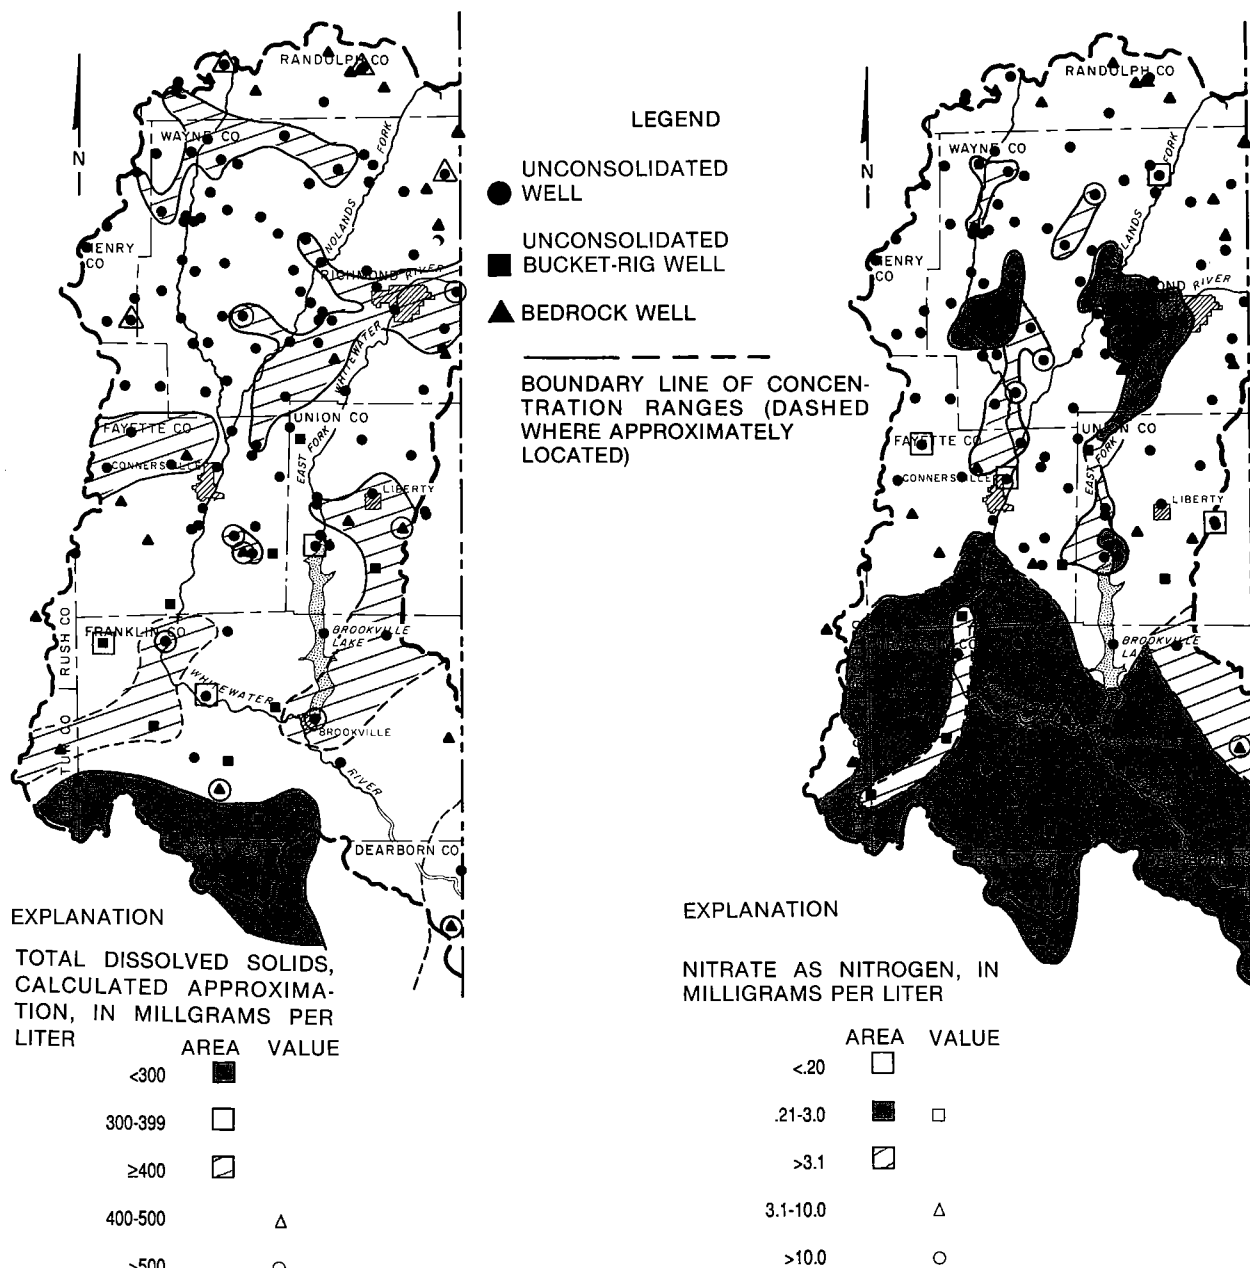 RANDOLPH CO
WAYNE CO
N
HENRY
CO
NOLANDS
FORK
RICHMOND RIVER
WHITEWATER
UNION CO
FAYETTE CO
CONNERSVILLE
EAST FORK
LIBERTY
RUSH CO
FRANKLIN CO
BROOKVILLE
LAKE
WHITEWATER
BROOKVILLE
RIVER
DEARBORN CO
LEGEND
UNCONSOLIDATED
WELL
UNCONSOLIDATED
BUCKET-RIG WELL
BEDROCK WELL
BOUNDARY LINE OF CONCEN-
TRATION RANGES (DASHED
WHERE APPROXIMATELY
LOCATED)
RANDOLPH CO
WAYNE CO
N
HENRY
CO
LANDS
FORK
OND RIVER
UNION CO
FAYETTE CO
CONNERSVILLE
EAST FORK
LIBERTY
BROOKVILLE
EXPLANATION
TOTAL DISSOLVED SOLIDS,
CALCULATED APPROXIMA-
TION, IN MILLGRAMS PER
LITER
AREA VALUE
<300
300-399
≥400
400-500
>500
EXPLANATION
NITRATE AS NITROGEN, IN
MILLIGRAMS PER LITER
AREA VALUE
<.20
.21-3.0
>3.1
3.1-10.0
>10.0